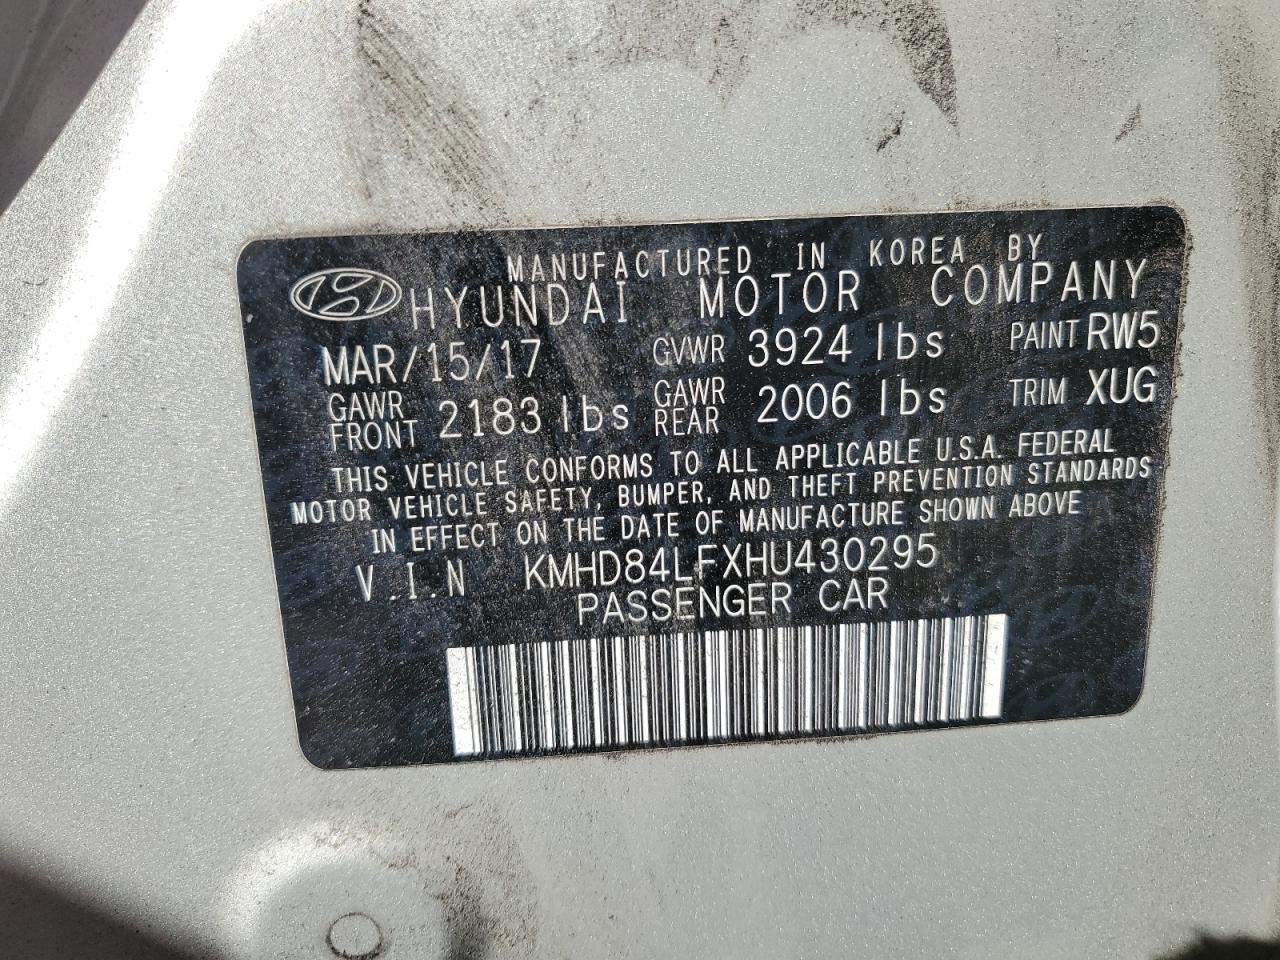 MANUFACTURED IN KOREA BY
HYUNDAI MOTOR COMPANY
MAR/15/17 GVWR 3924 lbs PAINT RW5
GAWR FRONT 2183 lbs GAWR REAR 2006 lbs TRIM XUG
THIS VEHICLE CONFORMS TO ALL APPLICABLE U.S.A. FEDERAL
MOTOR VEHICLE SAFETY, BUMPER, AND THEFT PREVENTION STANDARDS
IN EFFECT ON THE DATE OF MANUFACTURE SHOWN ABOVE
V.I.N KMHD84LFXHU430295
PASSENGER CAR